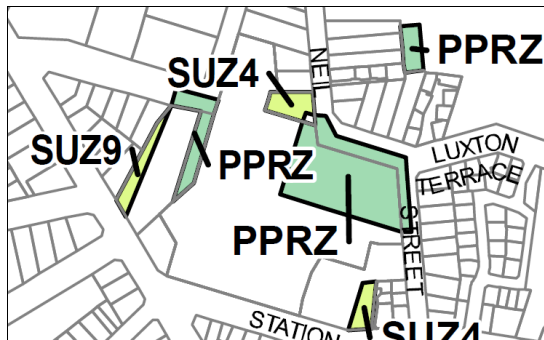 NEIL
PPRZ
SUZ4
SUZ9
PPRZ
LUXTON
TERRACE
PPRZ
STREET
STATION
SUZ4